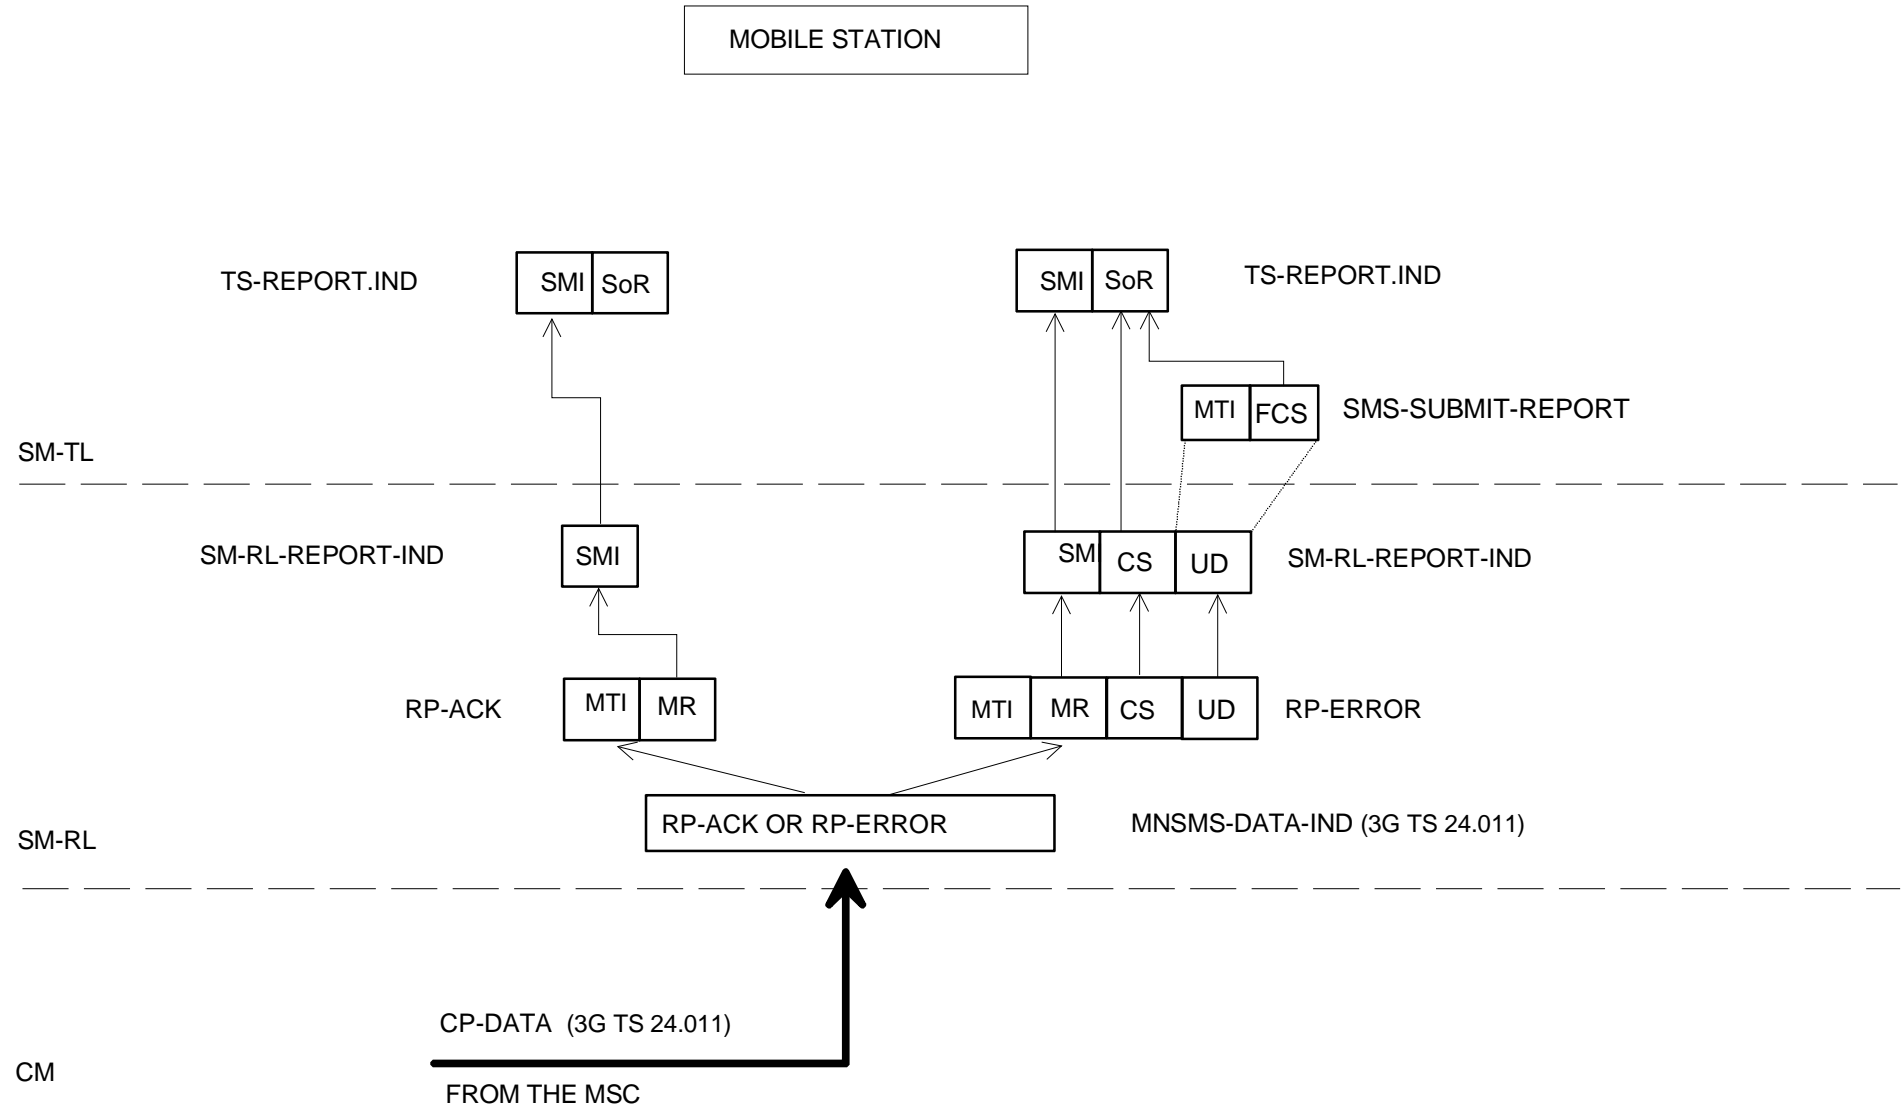 MOBILE STATION
TS-REPORT.IND SMI SoR SMI SoR TS-REPORT.IND
MTI FCS SMS-SUBMIT-REPORT
SM-TL
SM-RL-REPORT-IND SMI SMI CS UD SM-RL-REPORT-IND
RP-ACK MTI MR MTI MR CS UD RP-ERROR
RP-ACK OR RP-ERROR MNSMS-DATA-IND (3G TS 24.011)
SM-RL
CP-DATA (3G TS 24.011)
CM
FROM THE MSC